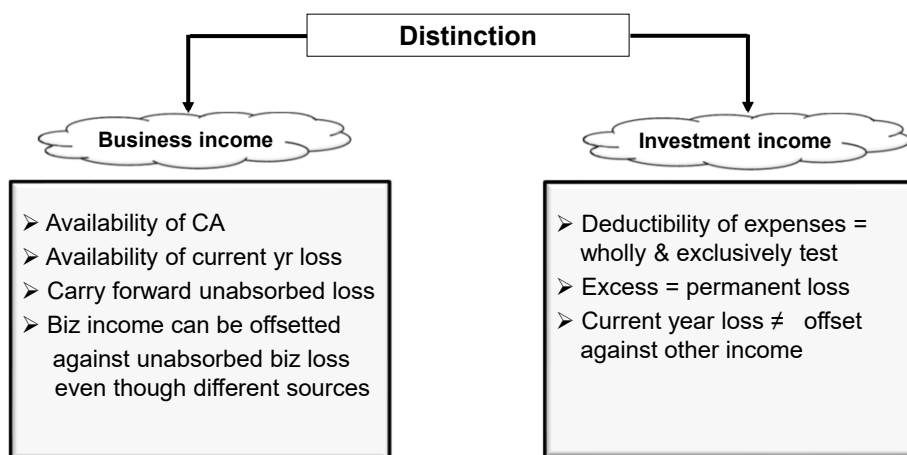 Distinction
Business income
Investment income
➢ Availability of CA
➢ Availability of current yr loss
➢ Carry forward unabsorbed loss
➢ Biz income can be offsetted
against unabsorbed biz loss
even though different sources
➢ Deductibility of expenses =
wholly & exclusively test
➢ Excess = permanent loss
➢ Current year loss ≠ offset
against other income